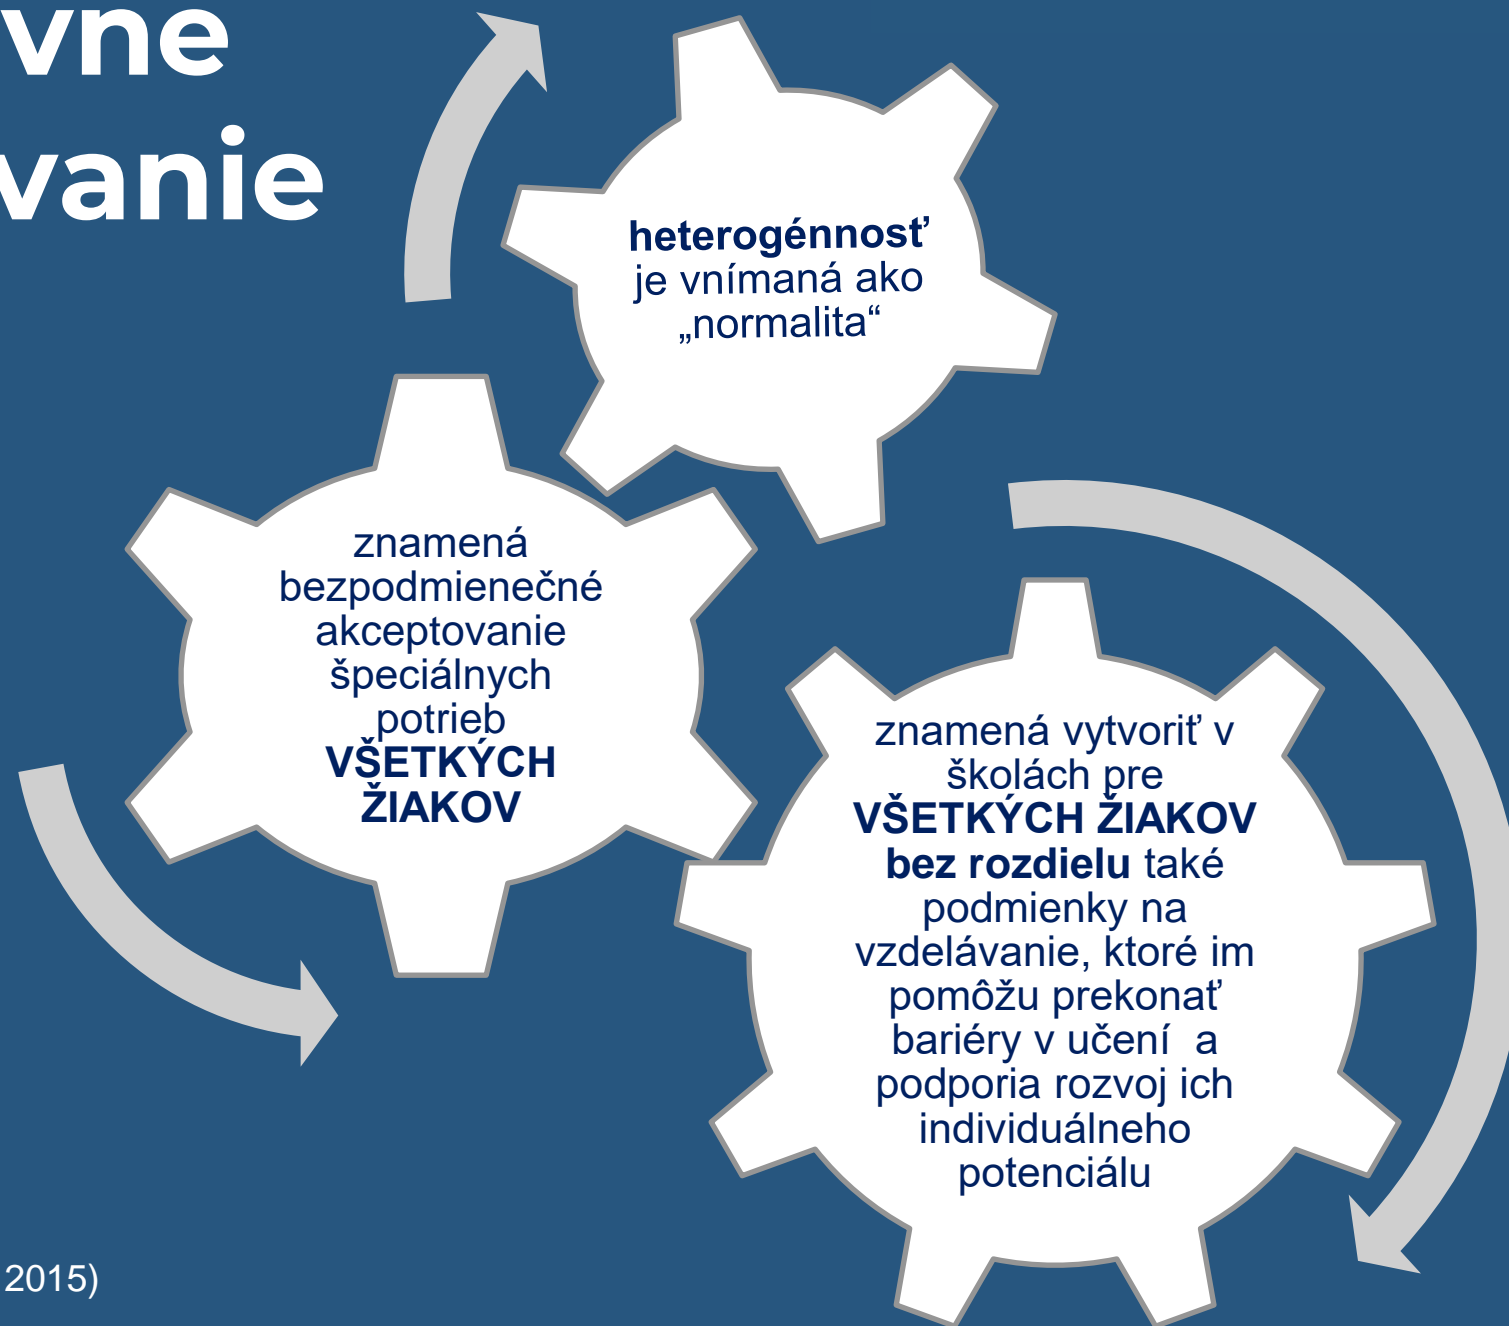 vne
vanie
heterogénnosť
je vnímaná ako
„normalita“
znamená
bezpodmienečné
akceptovanie
špeciálnych
potrieb
VŠETKÝCH
ŽIAKOV
znamená vytvoriť v
školách pre
VŠETKÝCH ŽIAKOV
bez rozdielu také
podmienky na
vzdelávanie, ktoré im
pomôžu prekonať
bariéry v učení  a
podporia rozvoj ich
individuálneho
potenciálu
2015)